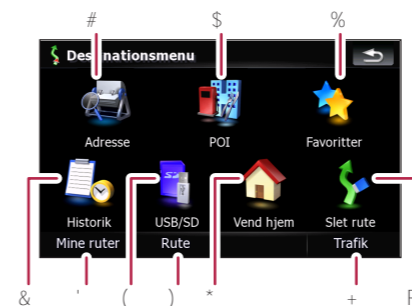 # $ %
Destinationsmenu
Adresse POI Favoritter
Historik USB/SD Vend hjem Slet rute
Mine ruter Rute Trafik
& ' ( ) * +